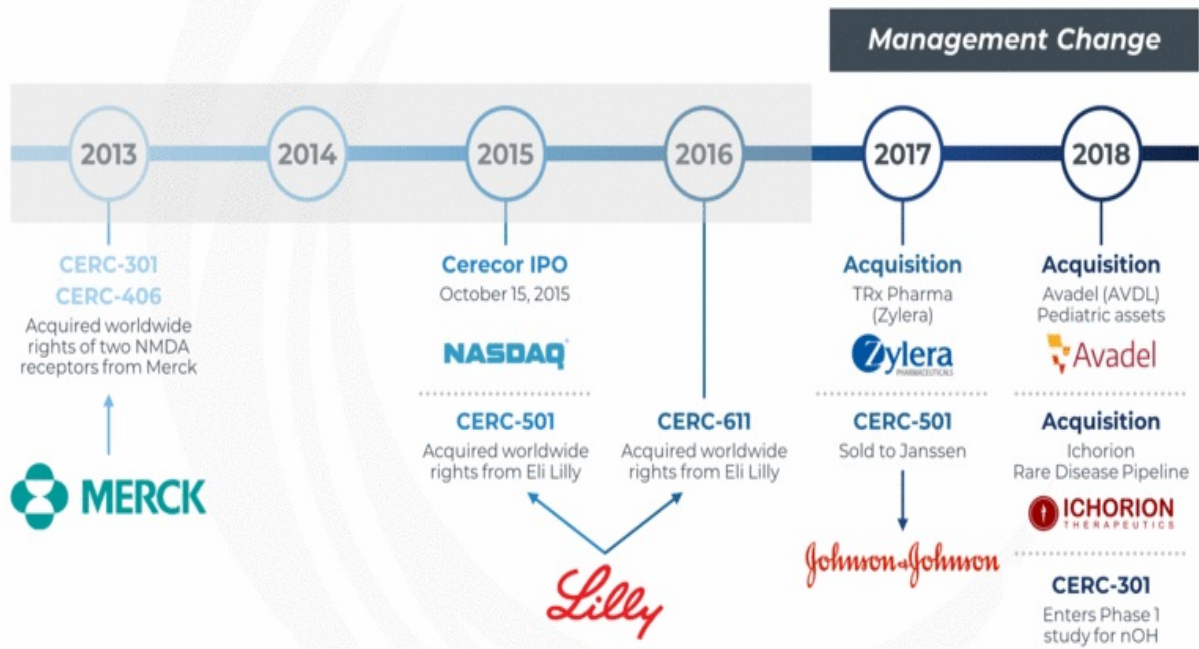 Management Change
2013
2014
2015
2016
2017
2018
CERC-301
CERC-406
Acquired worldwide
rights of two NMDA
receptors from Merck
MERCK
Cerecor IPO
October 15, 2015
NASDAQ
CERC-501
Acquired worldwide
rights from Eli Lilly
CERC-611
Acquired worldwide
rights from Eli Lilly
Lilly
Acquisition
TRx Pharma
(Zylera)
Zylera
PHARMACEUTICALS
CERC-501
Sold to Janssen
Johnson & Johnson
Acquisition
Avadel (AVDL)
Pediatric assets
Avadel
Acquisition
Ichorion
Rare Disease Pipeline
ICHORION
THERAPEUTICS
CERC-301
Enters Phase 1
study for nOH